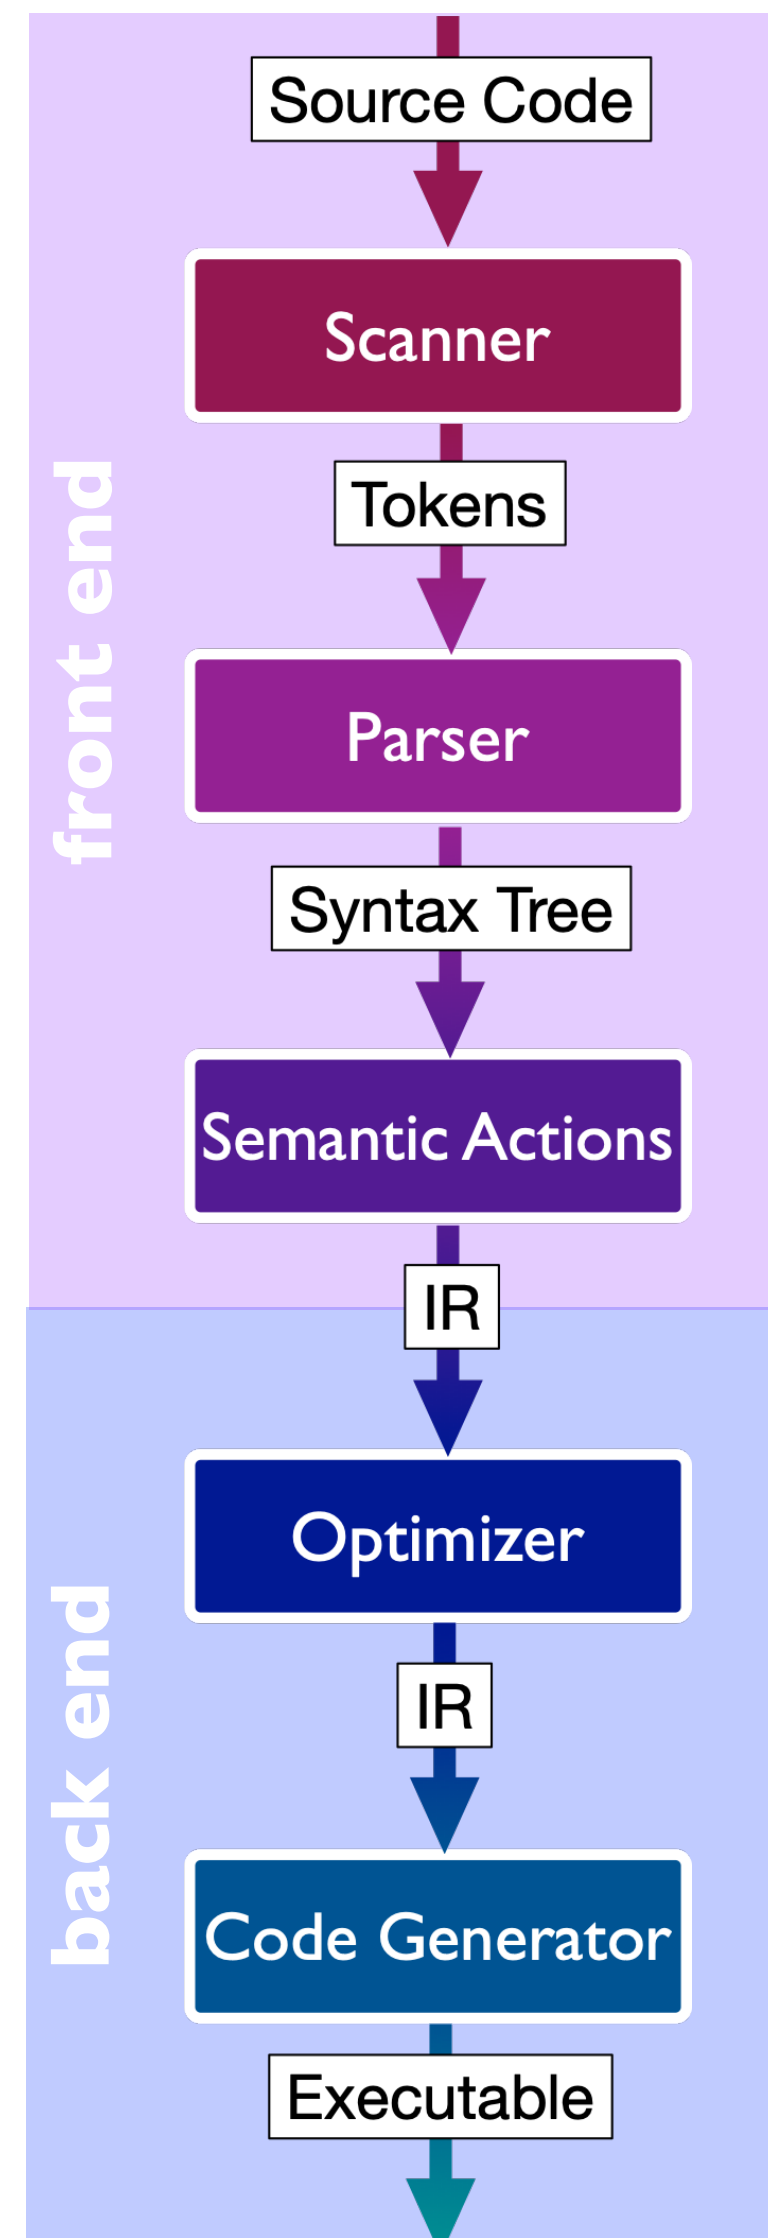 Source Code
Scanner
Tokens
front end
Parser
Syntax Tree
Semantic Actions
IR
Optimizer
IR
back end
Code Generator
Executable